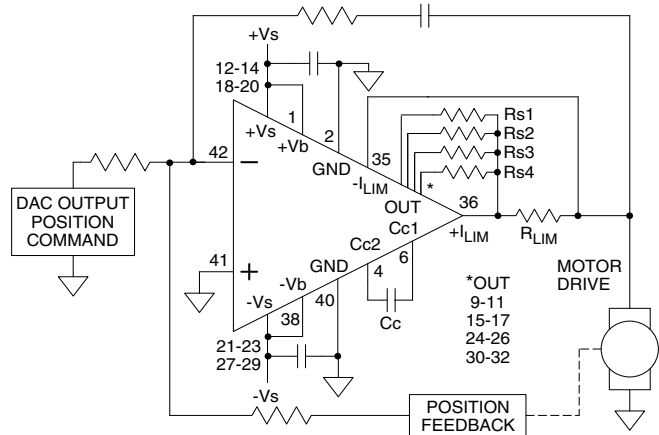 +Vs
12-14
18-20
1
+Vs
+Vb
2
GND
35
-ILIM
Rs1
Rs2
Rs3
Rs4
*
OUT
36
+ILIM
RLIM
42
−
DAC OUTPUT
POSITION
COMMAND
41
+
Cc2
Cc1
4
6
Cc
GND
40
-Vb
38
-Vs
21-23
27-29
-Vs
*OUT
9-11
15-17
24-26
30-32
MOTOR
DRIVE
POSITION
FEEDBACK